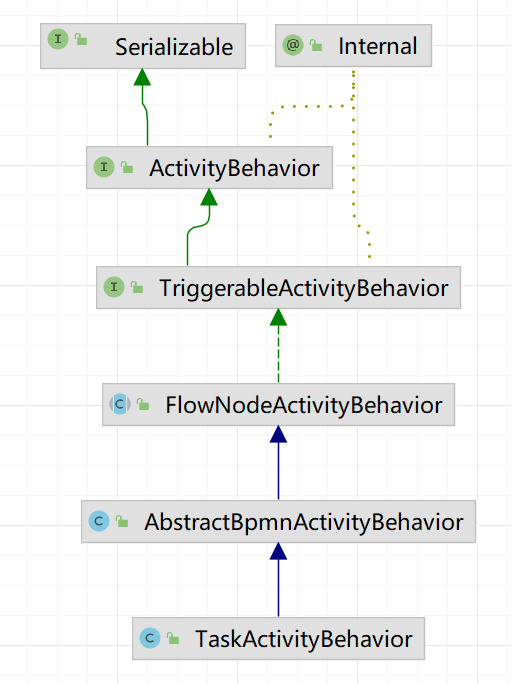 I Serializable
@ Internal
I ActivityBehavior
I TriggerableActivityBehavior
C FlowNodeActivityBehavior
C AbstractBpmnActivityBehavior
C TaskActivityBehavior